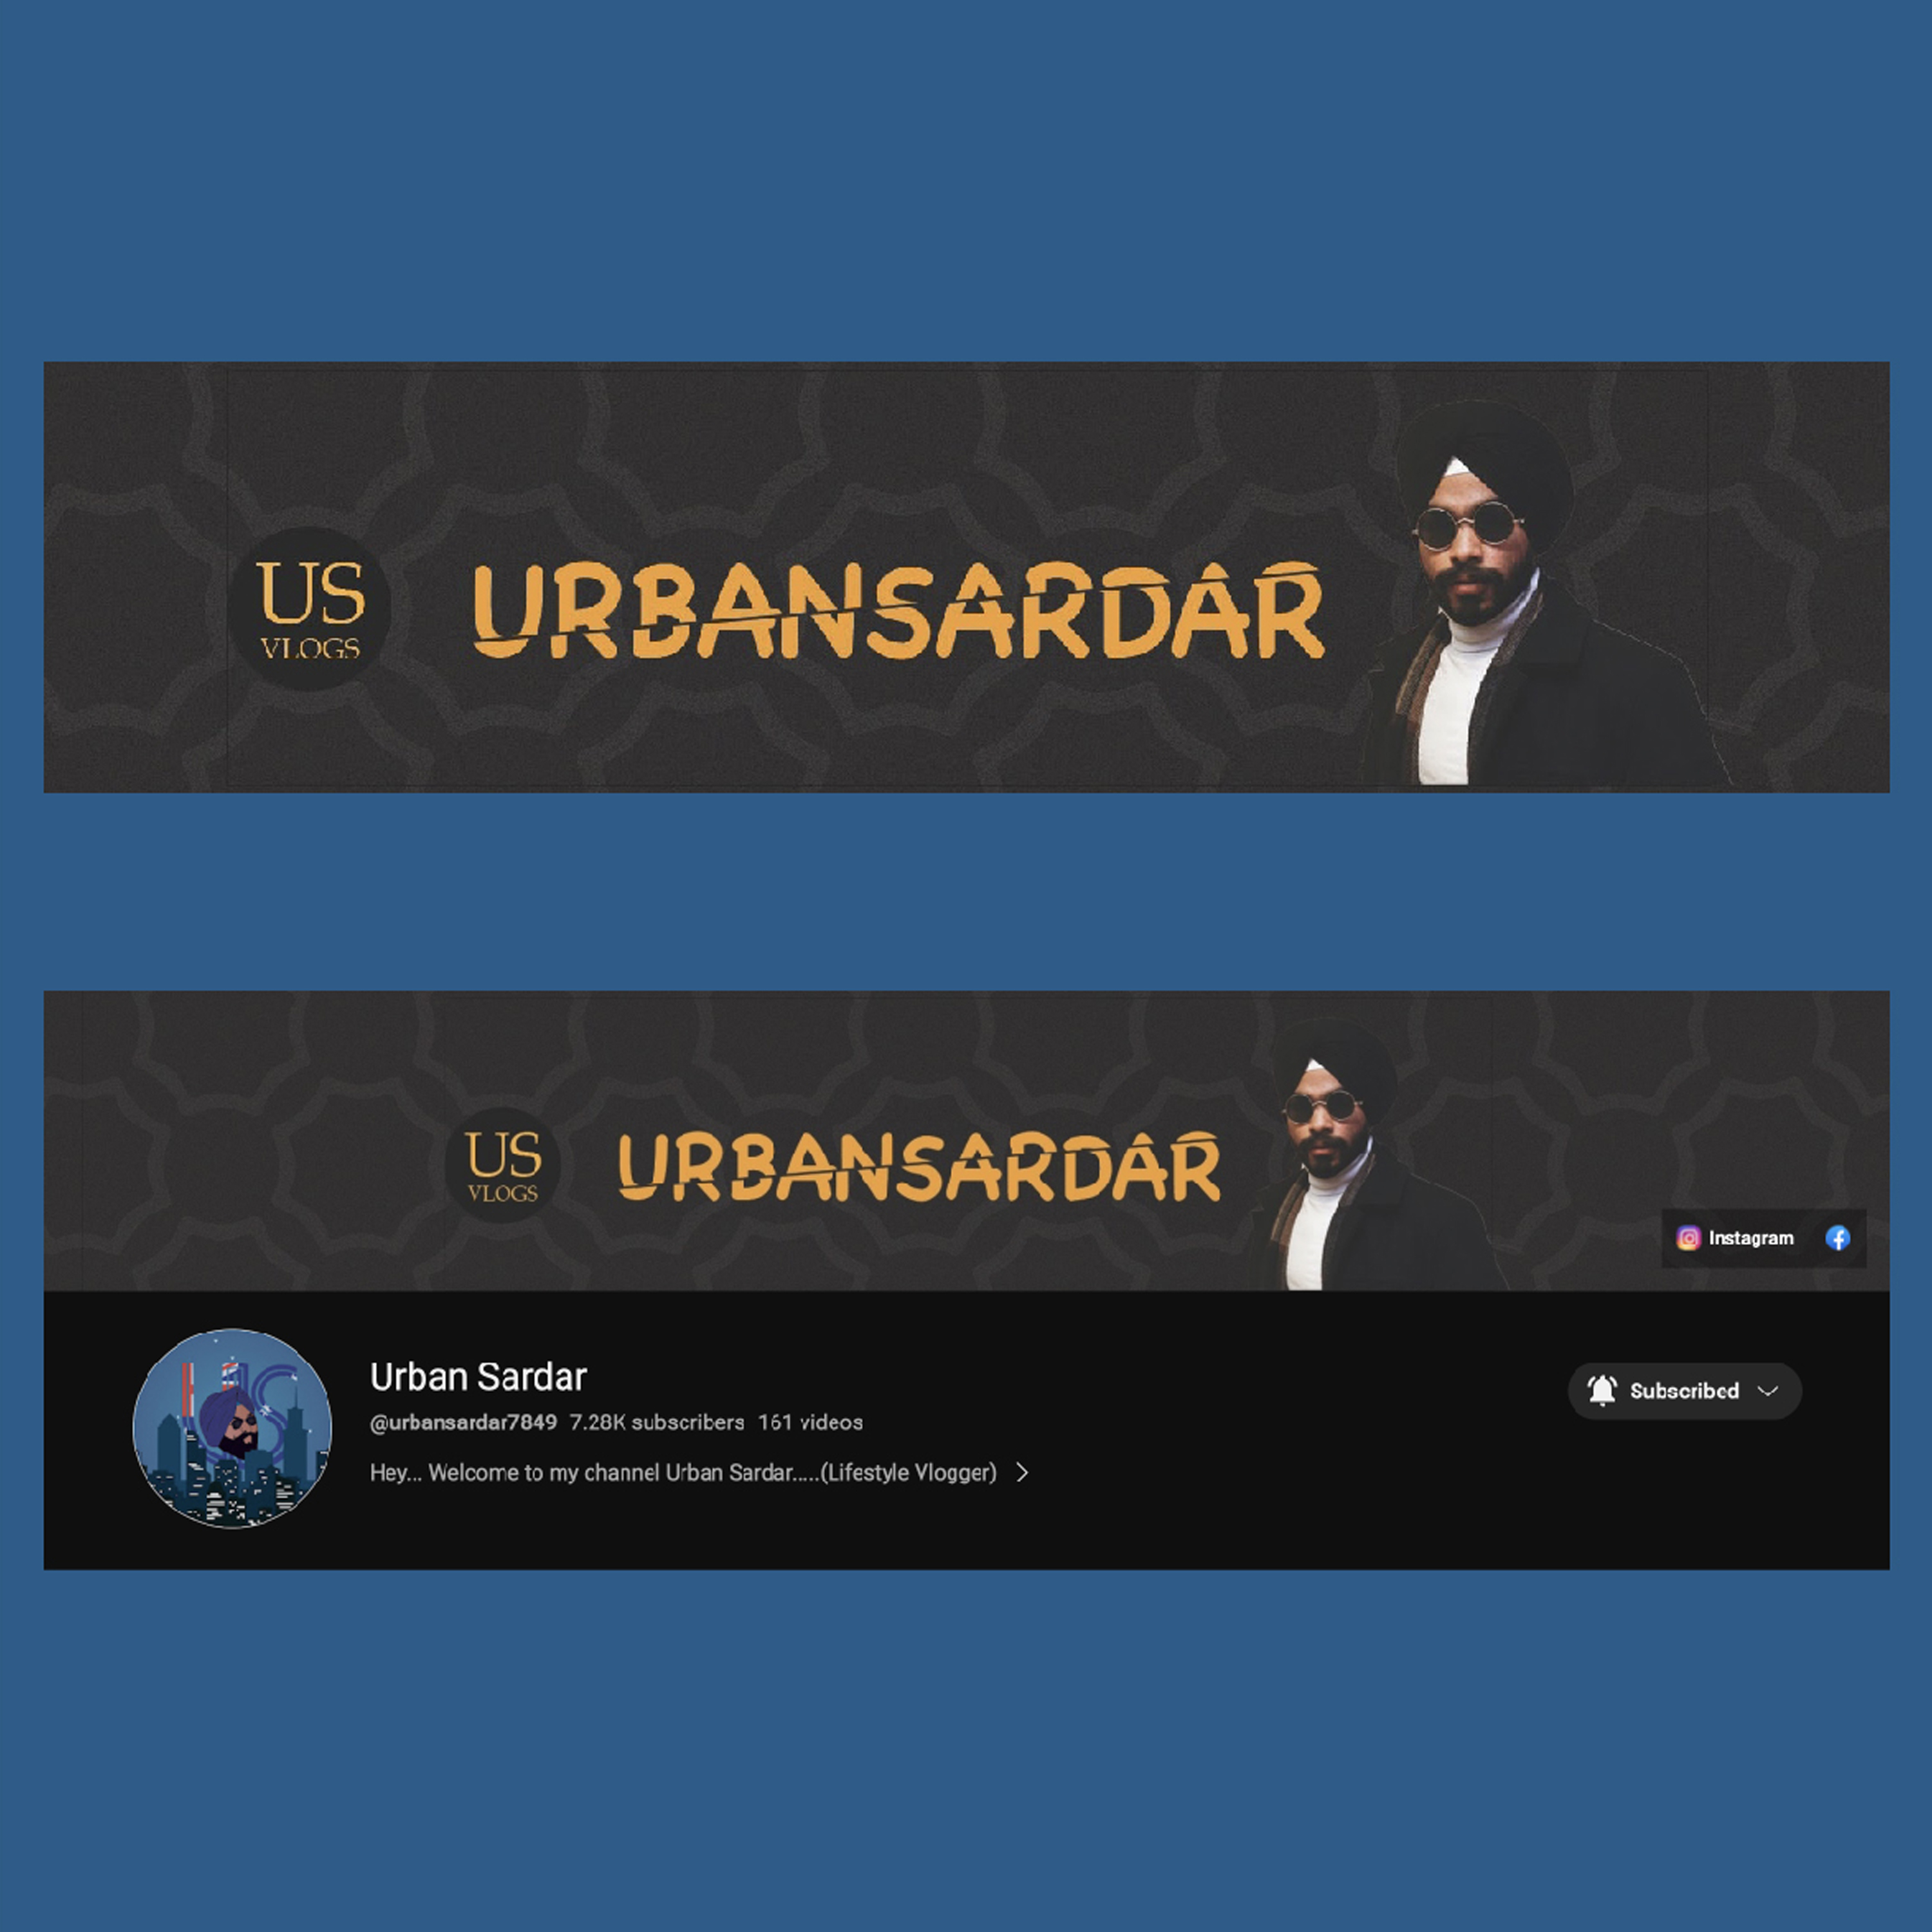 US
VLOGS
URBANSARDAR
US
VLOGS
URBANSARDAR
Instagram
US
Urban Sardar
@urbansardar7849 7.28K subscribers 161 videos
Subscribed
Hey... Welcome to my channel Urban Sardar.....(Lifestyle Vlogger)